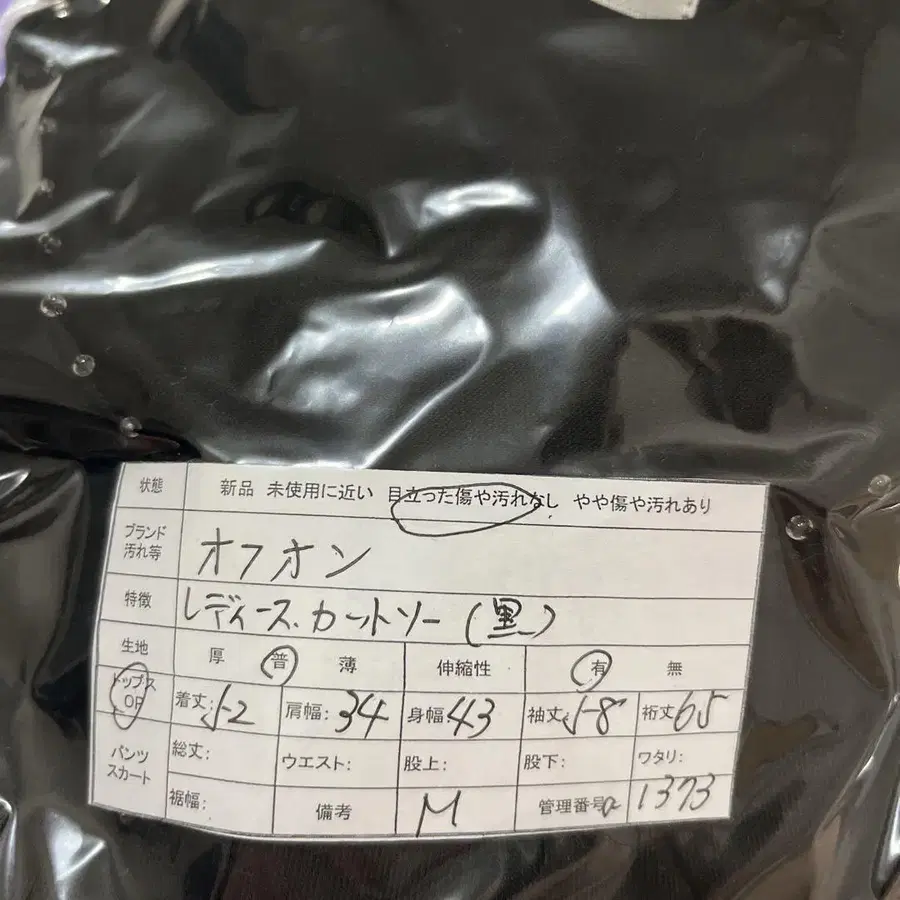 状態 新品 未使用に近い 目立った傷や汚れなし やや傷や汚れあり
ブランド
汚れ等 オフオン
特徴 レディース.カートソー(黒)
生地 厚 普 薄 伸縮性 有 無
トップス
OP 着丈:52 肩幅:34 身幅:43 袖丈:58 裄丈65
パンツ
スカート 総丈: ウエスト: 股上: 股下: ワタリ:
裾幅: 備考 M 管理番号a 1373